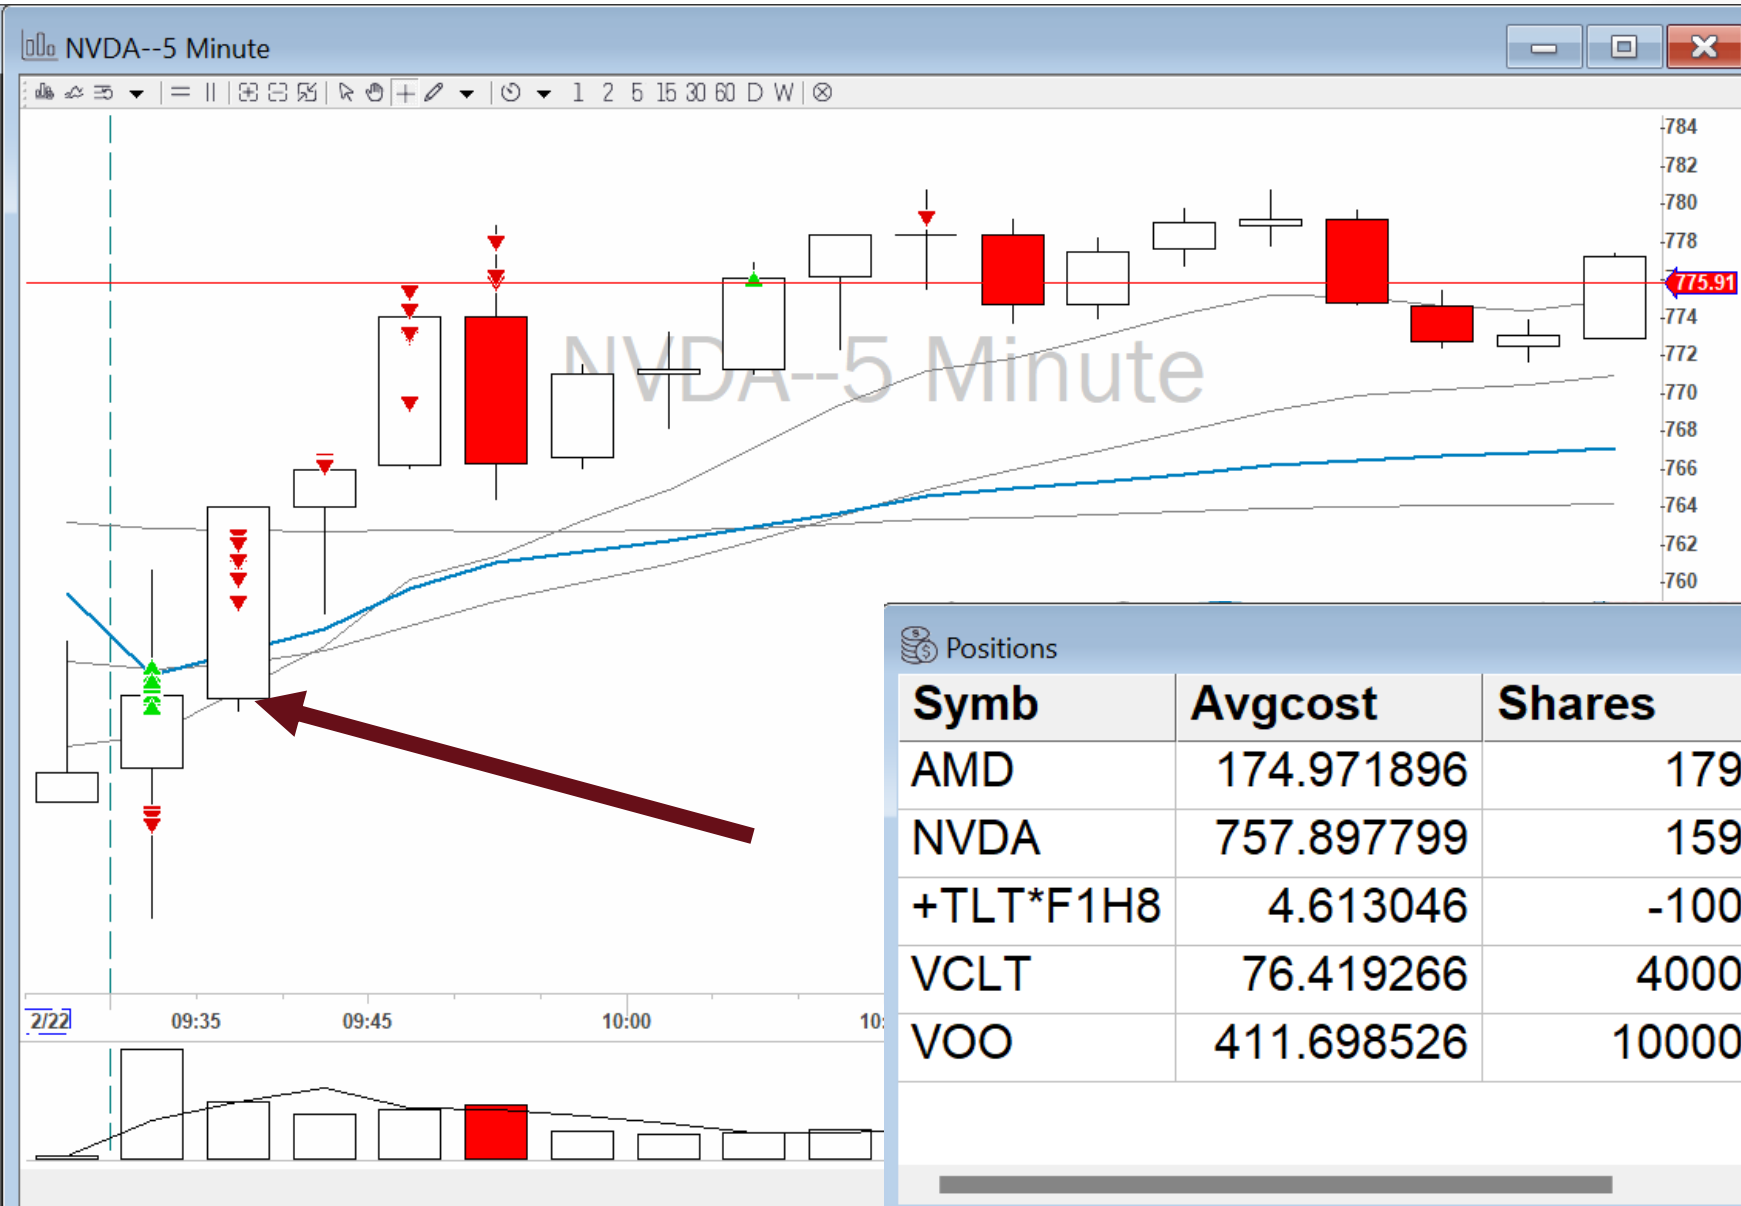 NVDA--5 Minute
1 2 5 15 30 60 D W
NVDA--5 Minute
784
782
780
778
775.91
774
772
770
768
766
764
762
760
2/22
09:35
09:45
10:00
10:
Positions
Symb Avgcost Shares
AMD 174.971896 179
NVDA 757.897799 159
+TLT*F1H8 4.613046 -100
VCLT 76.419266 4000
VOO 411.698526 10000